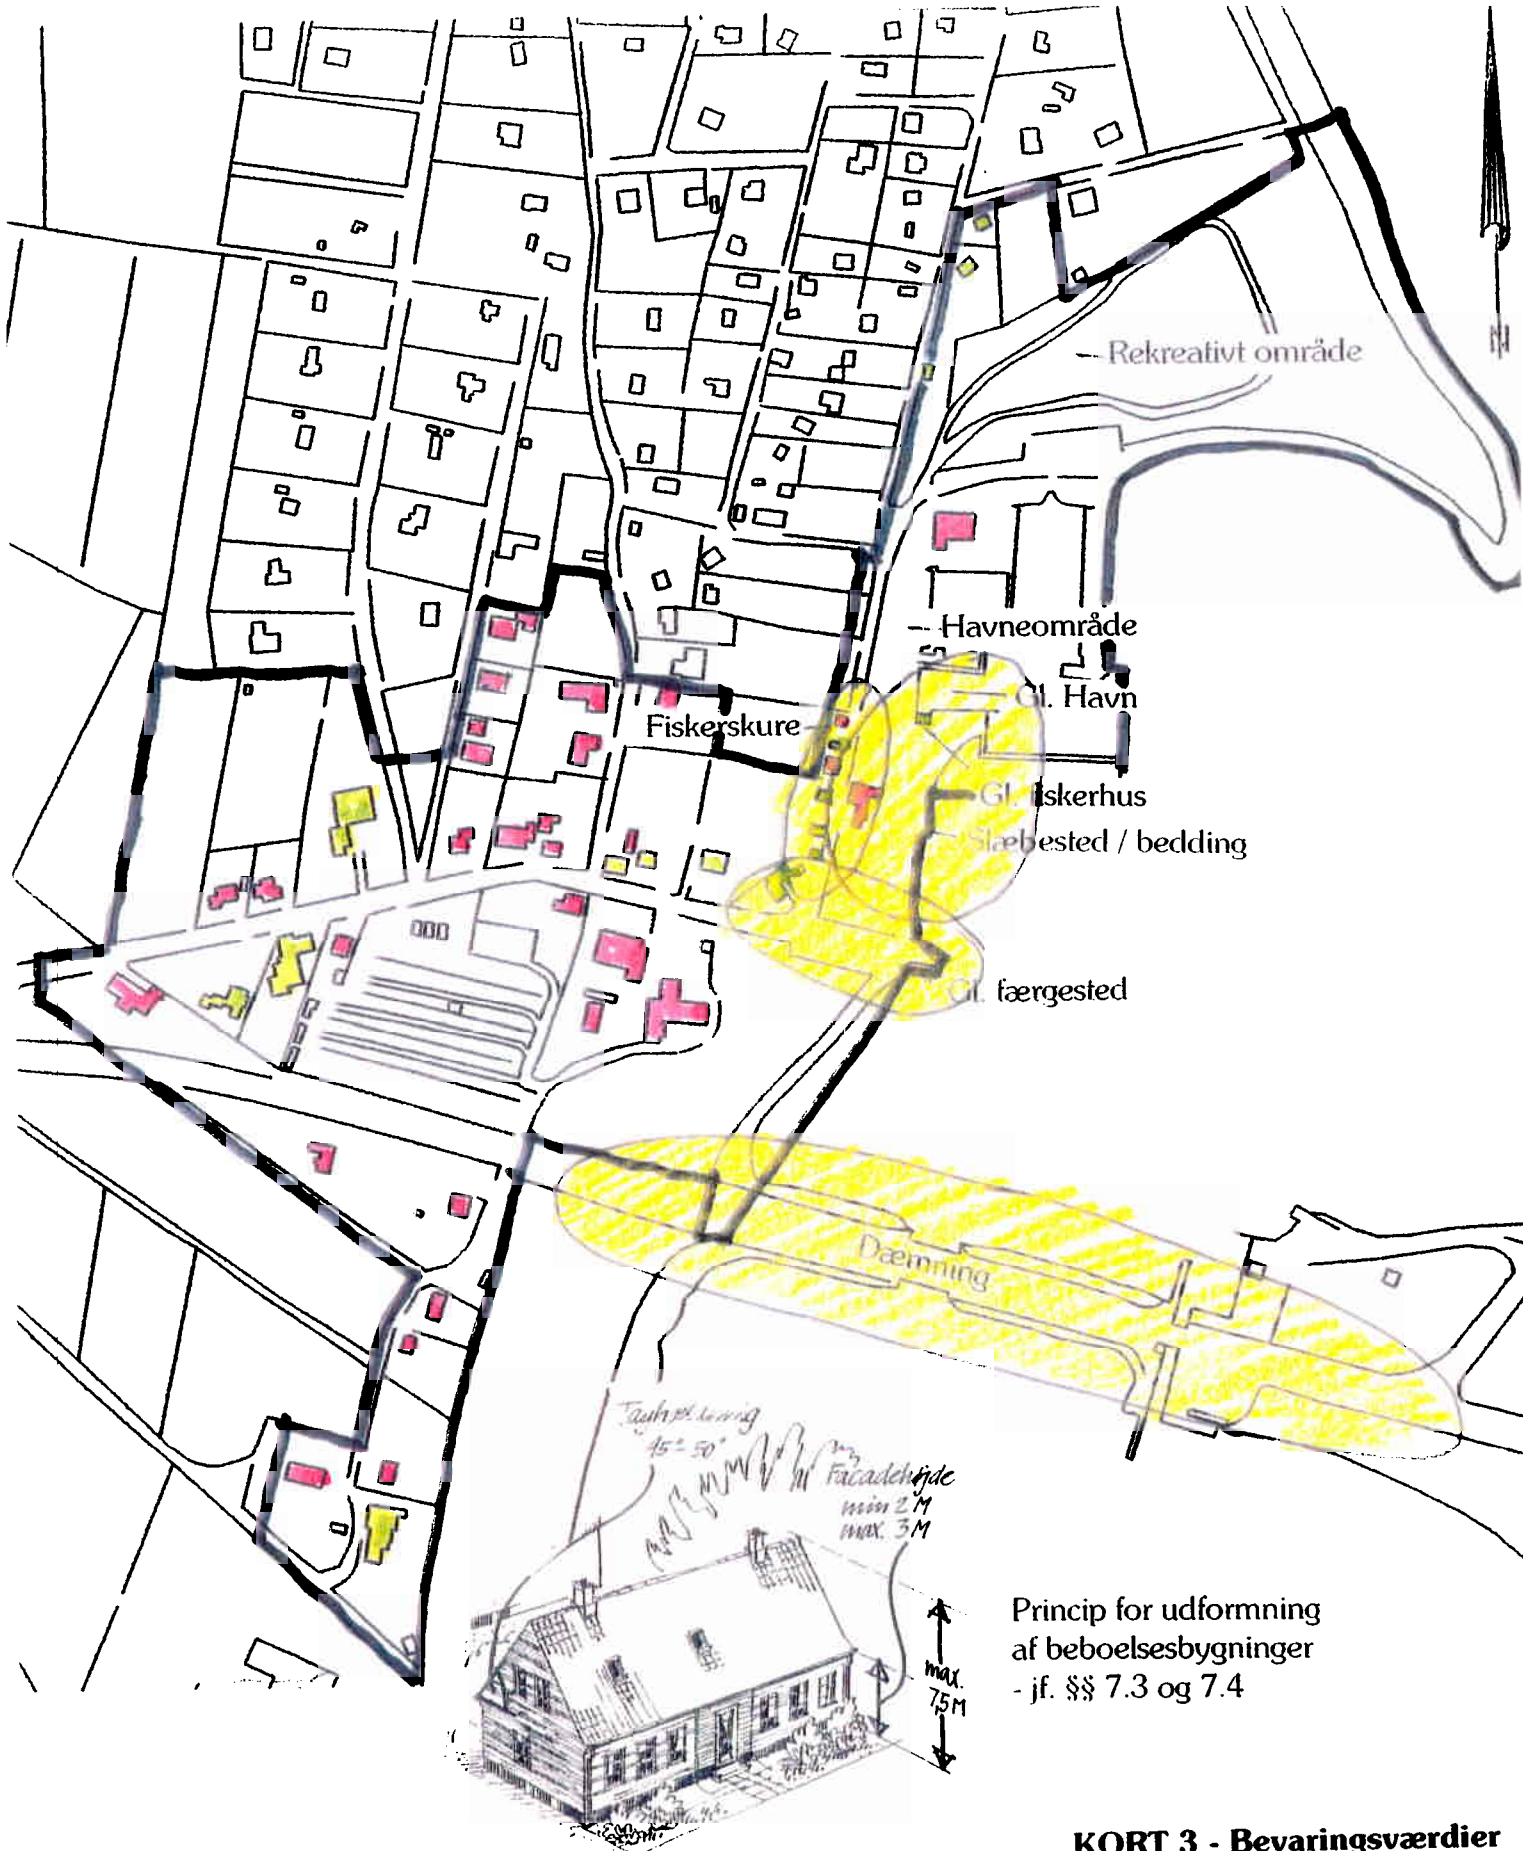 Rekreativt område
N
Havneområde
Gl. Havn
Fiskerskure
Gl. fiskerhus
Slæbested / bedding
Gl. færgested
Dæmning
45°-50°
Facadehøjde
min 2 M
max. 3 M
max.
7,5 M
Princip for udformning
af beboelsesbygninger
- jf. §§ 7.3 og 7.4
KORT 3 - Bevaringsværdier